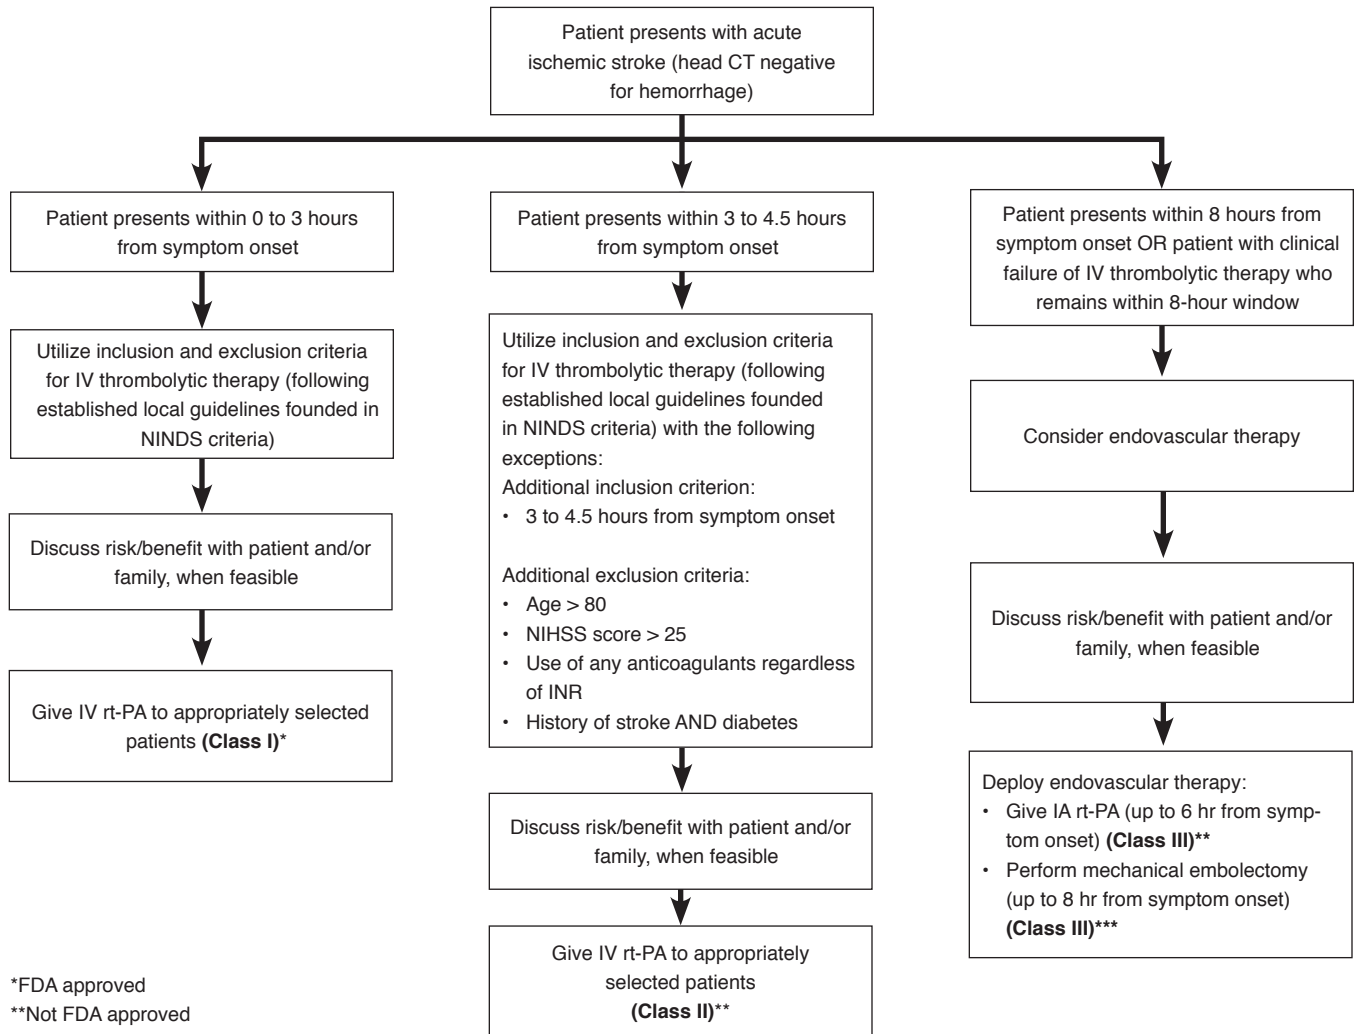 Patient presents with acute
ischemic stroke (head CT negative
for hemorrhage)
Patient presents within 0 to 3 hours
from symptom onset
Utilize inclusion and exclusion criteria
for IV thrombolytic therapy (following
established local guidelines founded in
NINDS criteria)
Discuss risk/benefit with patient and/or
family, when feasible
Give IV rt-PA to appropriately selected
patients (Class I)*
Patient presents within 3 to 4.5 hours
from symptom onset
Utilize inclusion and exclusion criteria
for IV thrombolytic therapy (following
established local guidelines founded
in NINDS criteria) with the following
exceptions:
Additional inclusion criterion:
• 3 to 4.5 hours from symptom onset
Additional exclusion criteria:
• Age > 80
• NIHSS score > 25
• Use of any anticoagulants regardless
of INR
• History of stroke AND diabetes
Discuss risk/benefit with patient and/or
family, when feasible
Give IV rt-PA to appropriately
selected patients
(Class II)**
Patient presents within 8 hours from
symptom onset OR patient with clinical
failure of IV thrombolytic therapy who
remains within 8-hour window
Consider endovascular therapy
Discuss risk/benefit with patient and/or
family, when feasible
Deploy endovascular therapy:
• Give IA rt-PA (up to 6 hr from symp-
tom onset) (Class III)**
• Perform mechanical embolectomy
(up to 8 hr from symptom onset)
(Class III)***
*FDA approved
**Not FDA approved